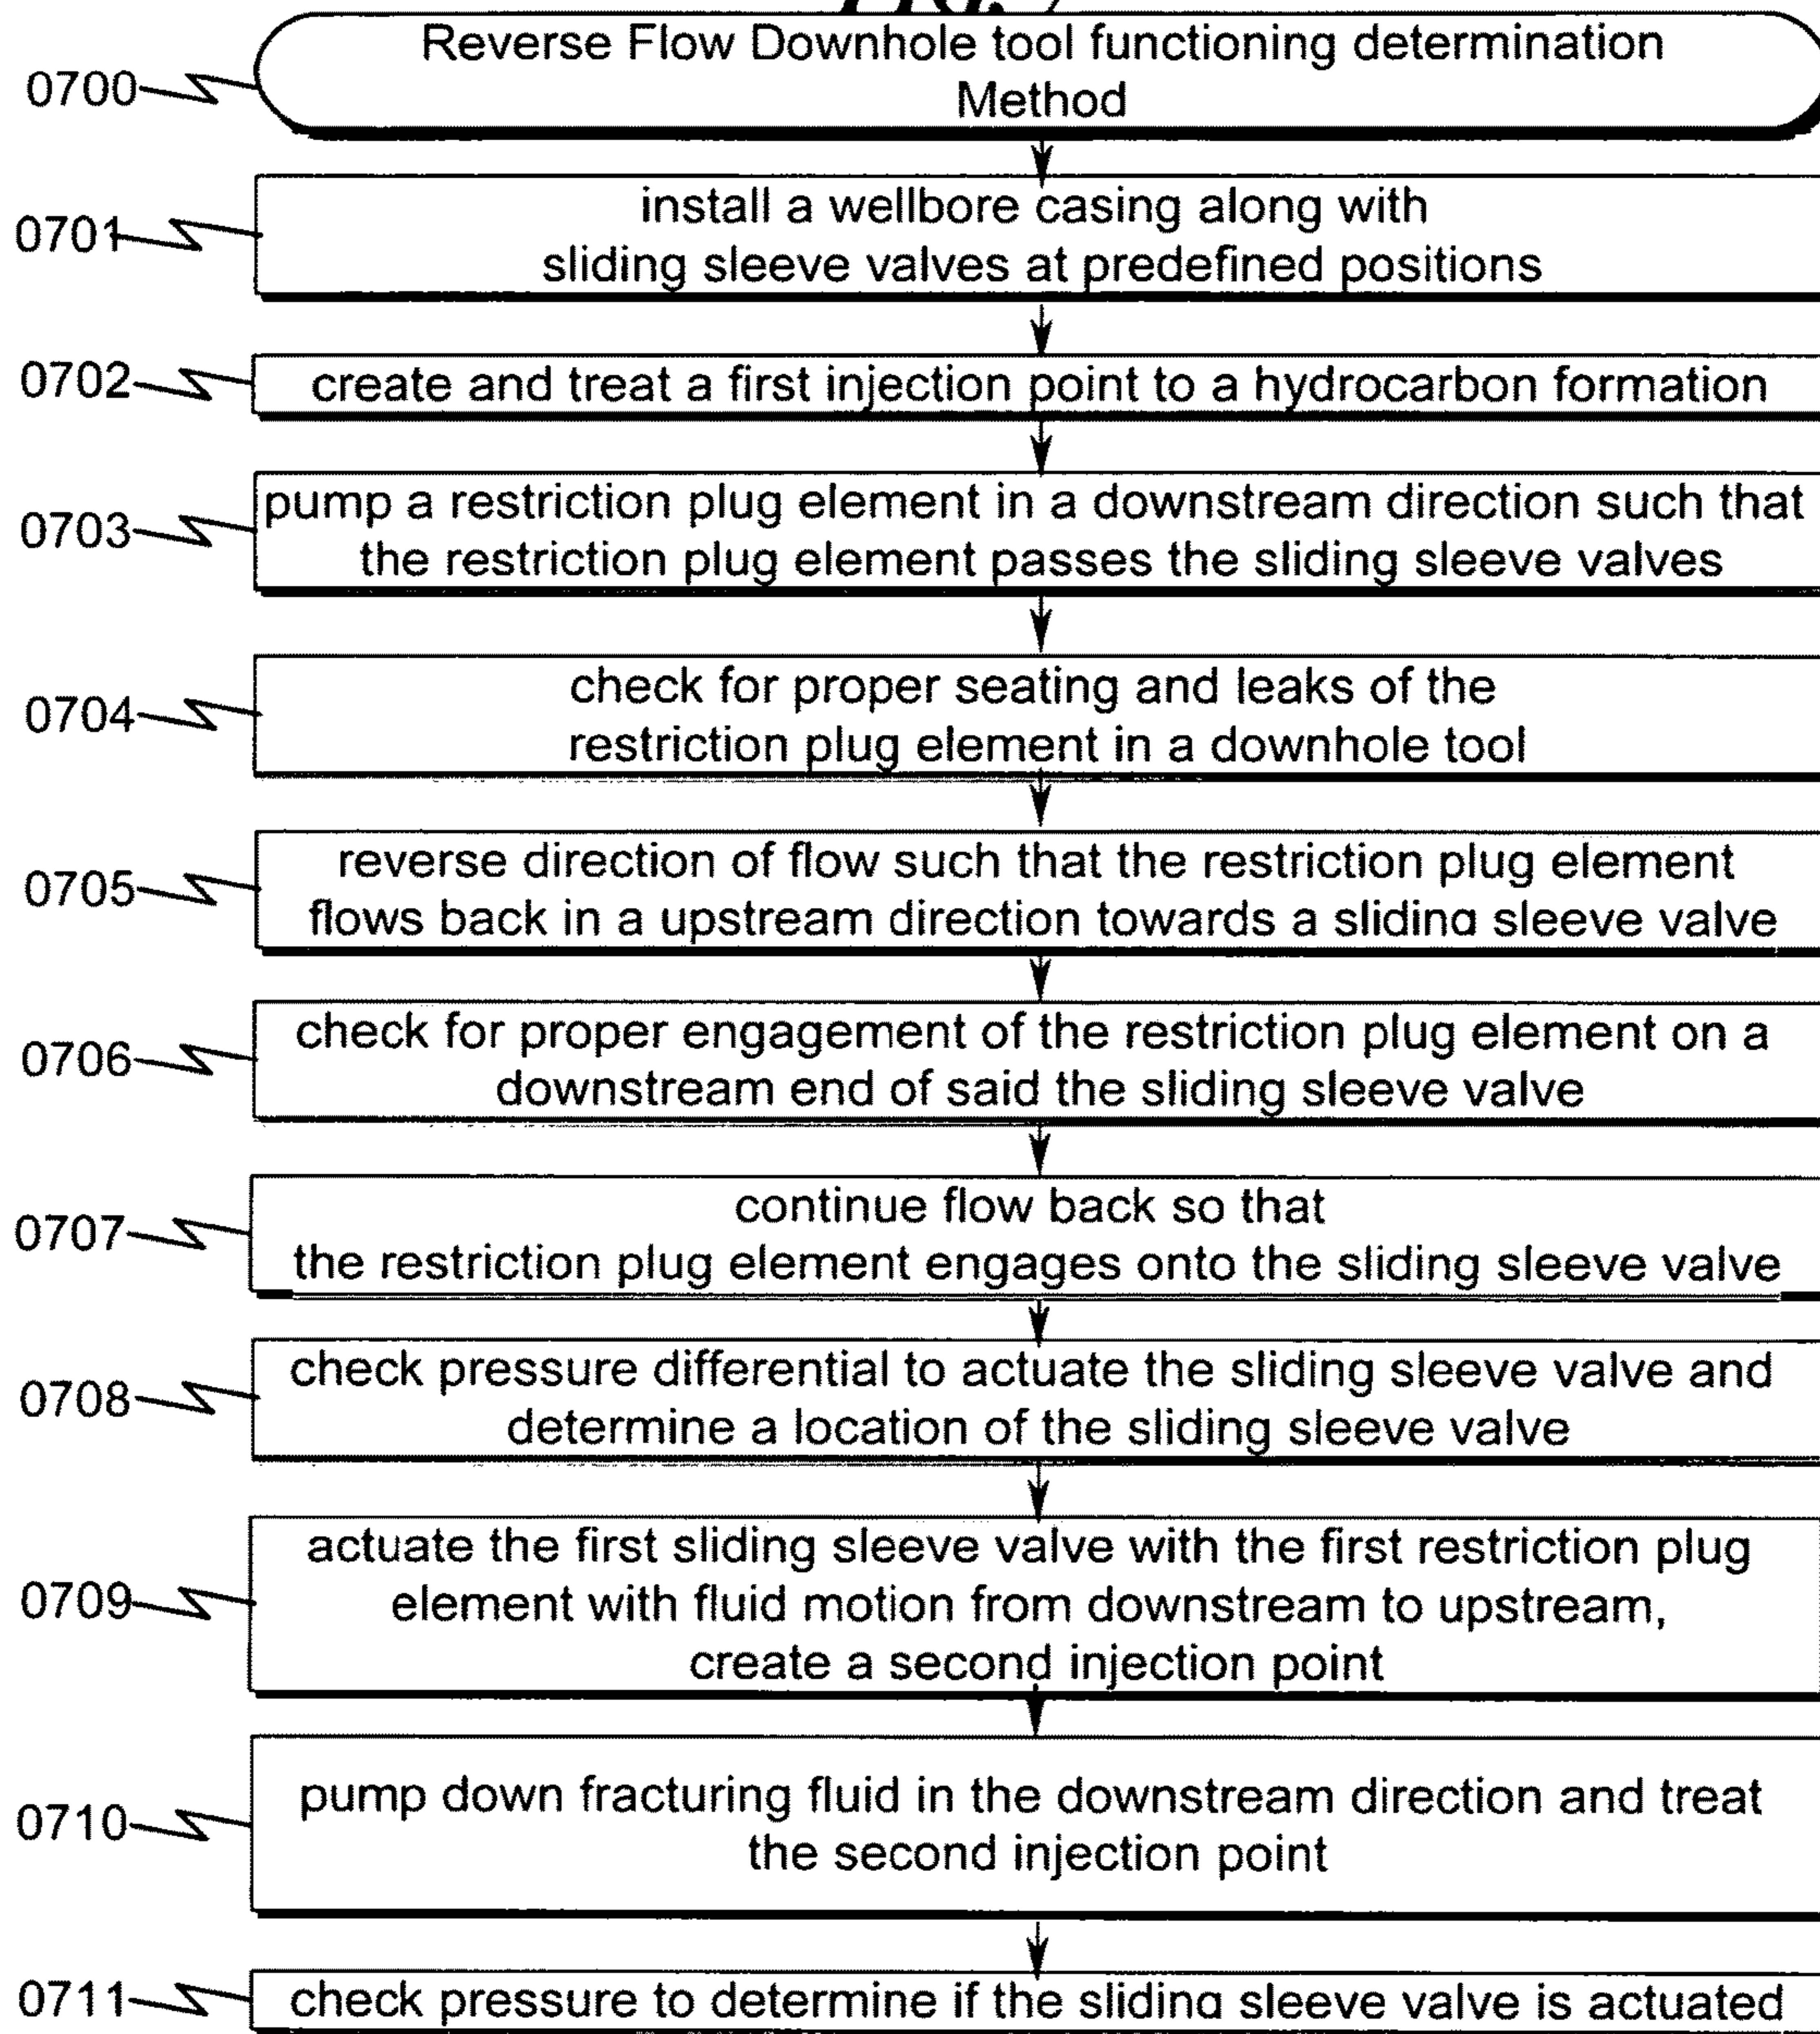 Reverse Flow Downhole tool functioning determination
0700
Method
install a wellbore casing along with
0701
sliding sleeve valves at predefined positions
0702
create and treat a first injection point to a hydrocarbon formation
pump a restriction plug element in a downstream direction such that
0703
the restriction plug element passes the sliding sleeve valves
check for proper seating and leaks of the
0704
restriction plug element in a downhole tool
reverse direction of flow such that the restriction plug element
0705
flows back in a upstream direction towards a sliding sleeve valve
check for proper engagement of the restriction plug element on a
0706
downstream end of said the sliding sleeve valve
continue flow back so that
0707
the restriction plug element engages onto the sliding sleeve valve
check pressure differential to actuate the sliding sleeve valve and
0708
determine a location of the sliding sleeve valve
actuate the first sliding sleeve valve with the first restriction plug
0709
element with fluid motion from downstream to upstream,
create a second injection point
pump down fracturing fluid in the downstream direction and treat
0710
the second injection point
0711
check pressure to determine if the sliding sleeve valve is actuated